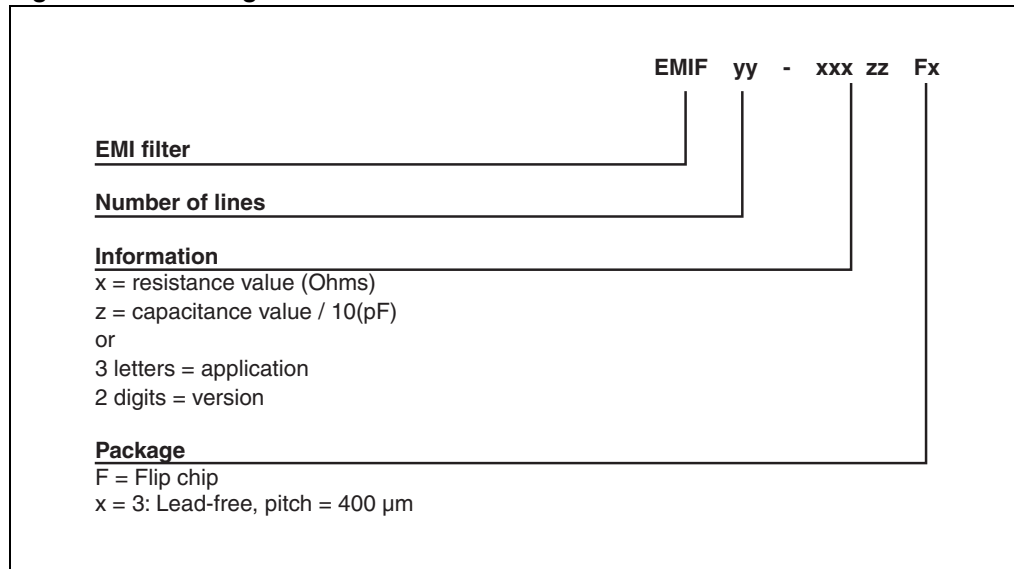 EMIF yy - xxx zz Fx
EMI filter
Number of lines
Information
x = resistance value (Ohms)
z = capacitance value / 10(pF)
or
3 letters = application
2 digits = version
Package
F = Flip chip
x = 3: Lead-free, pitch = 400 µm